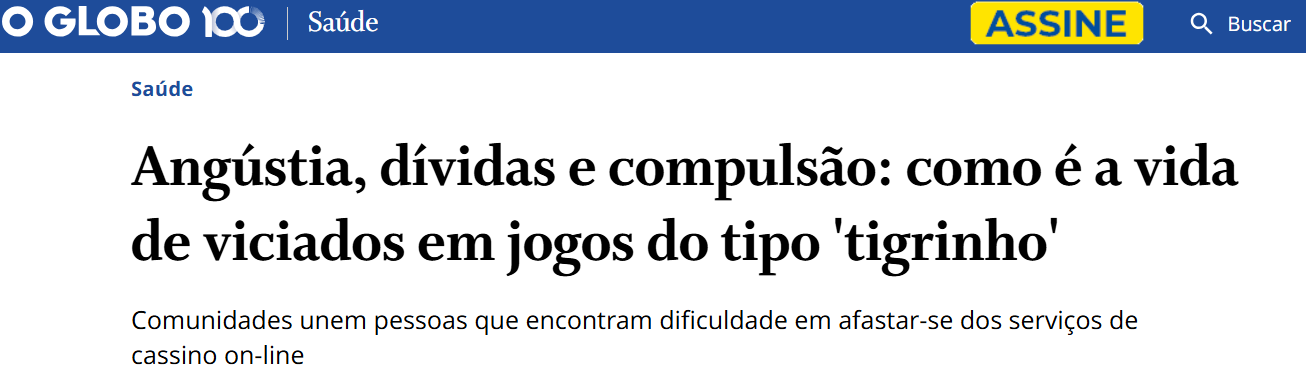 O GLOBO 100 Saúde ASSINE Buscar
Saúde
Angústia, dívidas e compulsão: como é a vida
de viciados em jogos do tipo 'tigrinho'
Comunidades unem pessoas que encontram dificuldade em afastar-se dos serviços de
cassino on-line